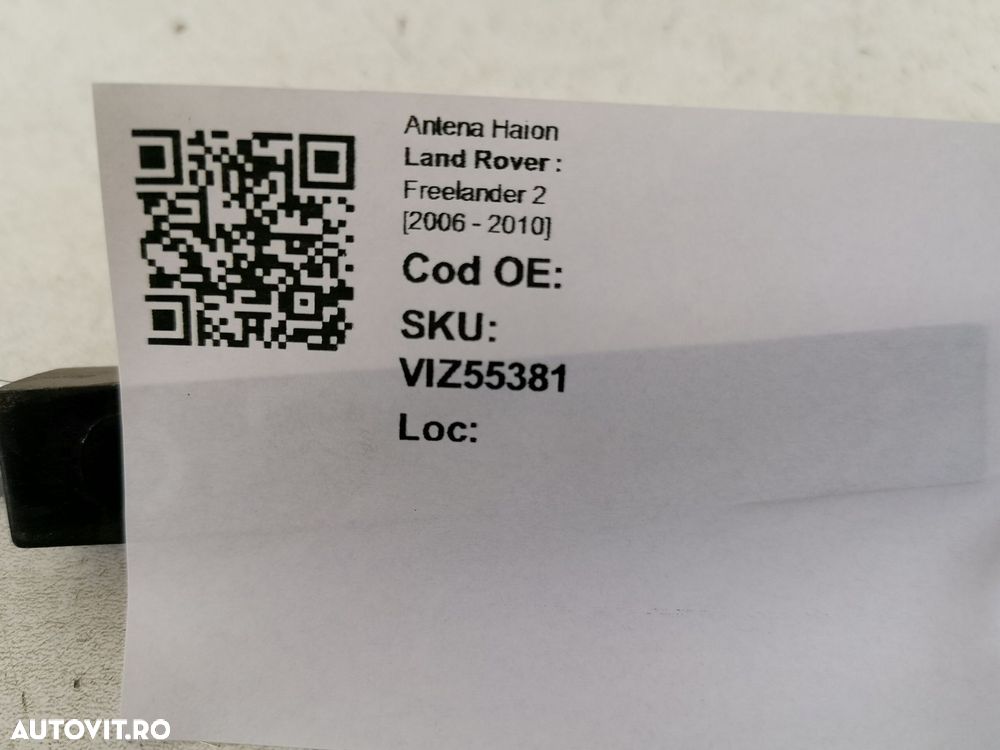 Antena Haion
Land Rover :
Freelander 2
[2006 - 2010]
Cod OE:
SKU:
VIZ55381
Loc:
AUTOVIT.RO